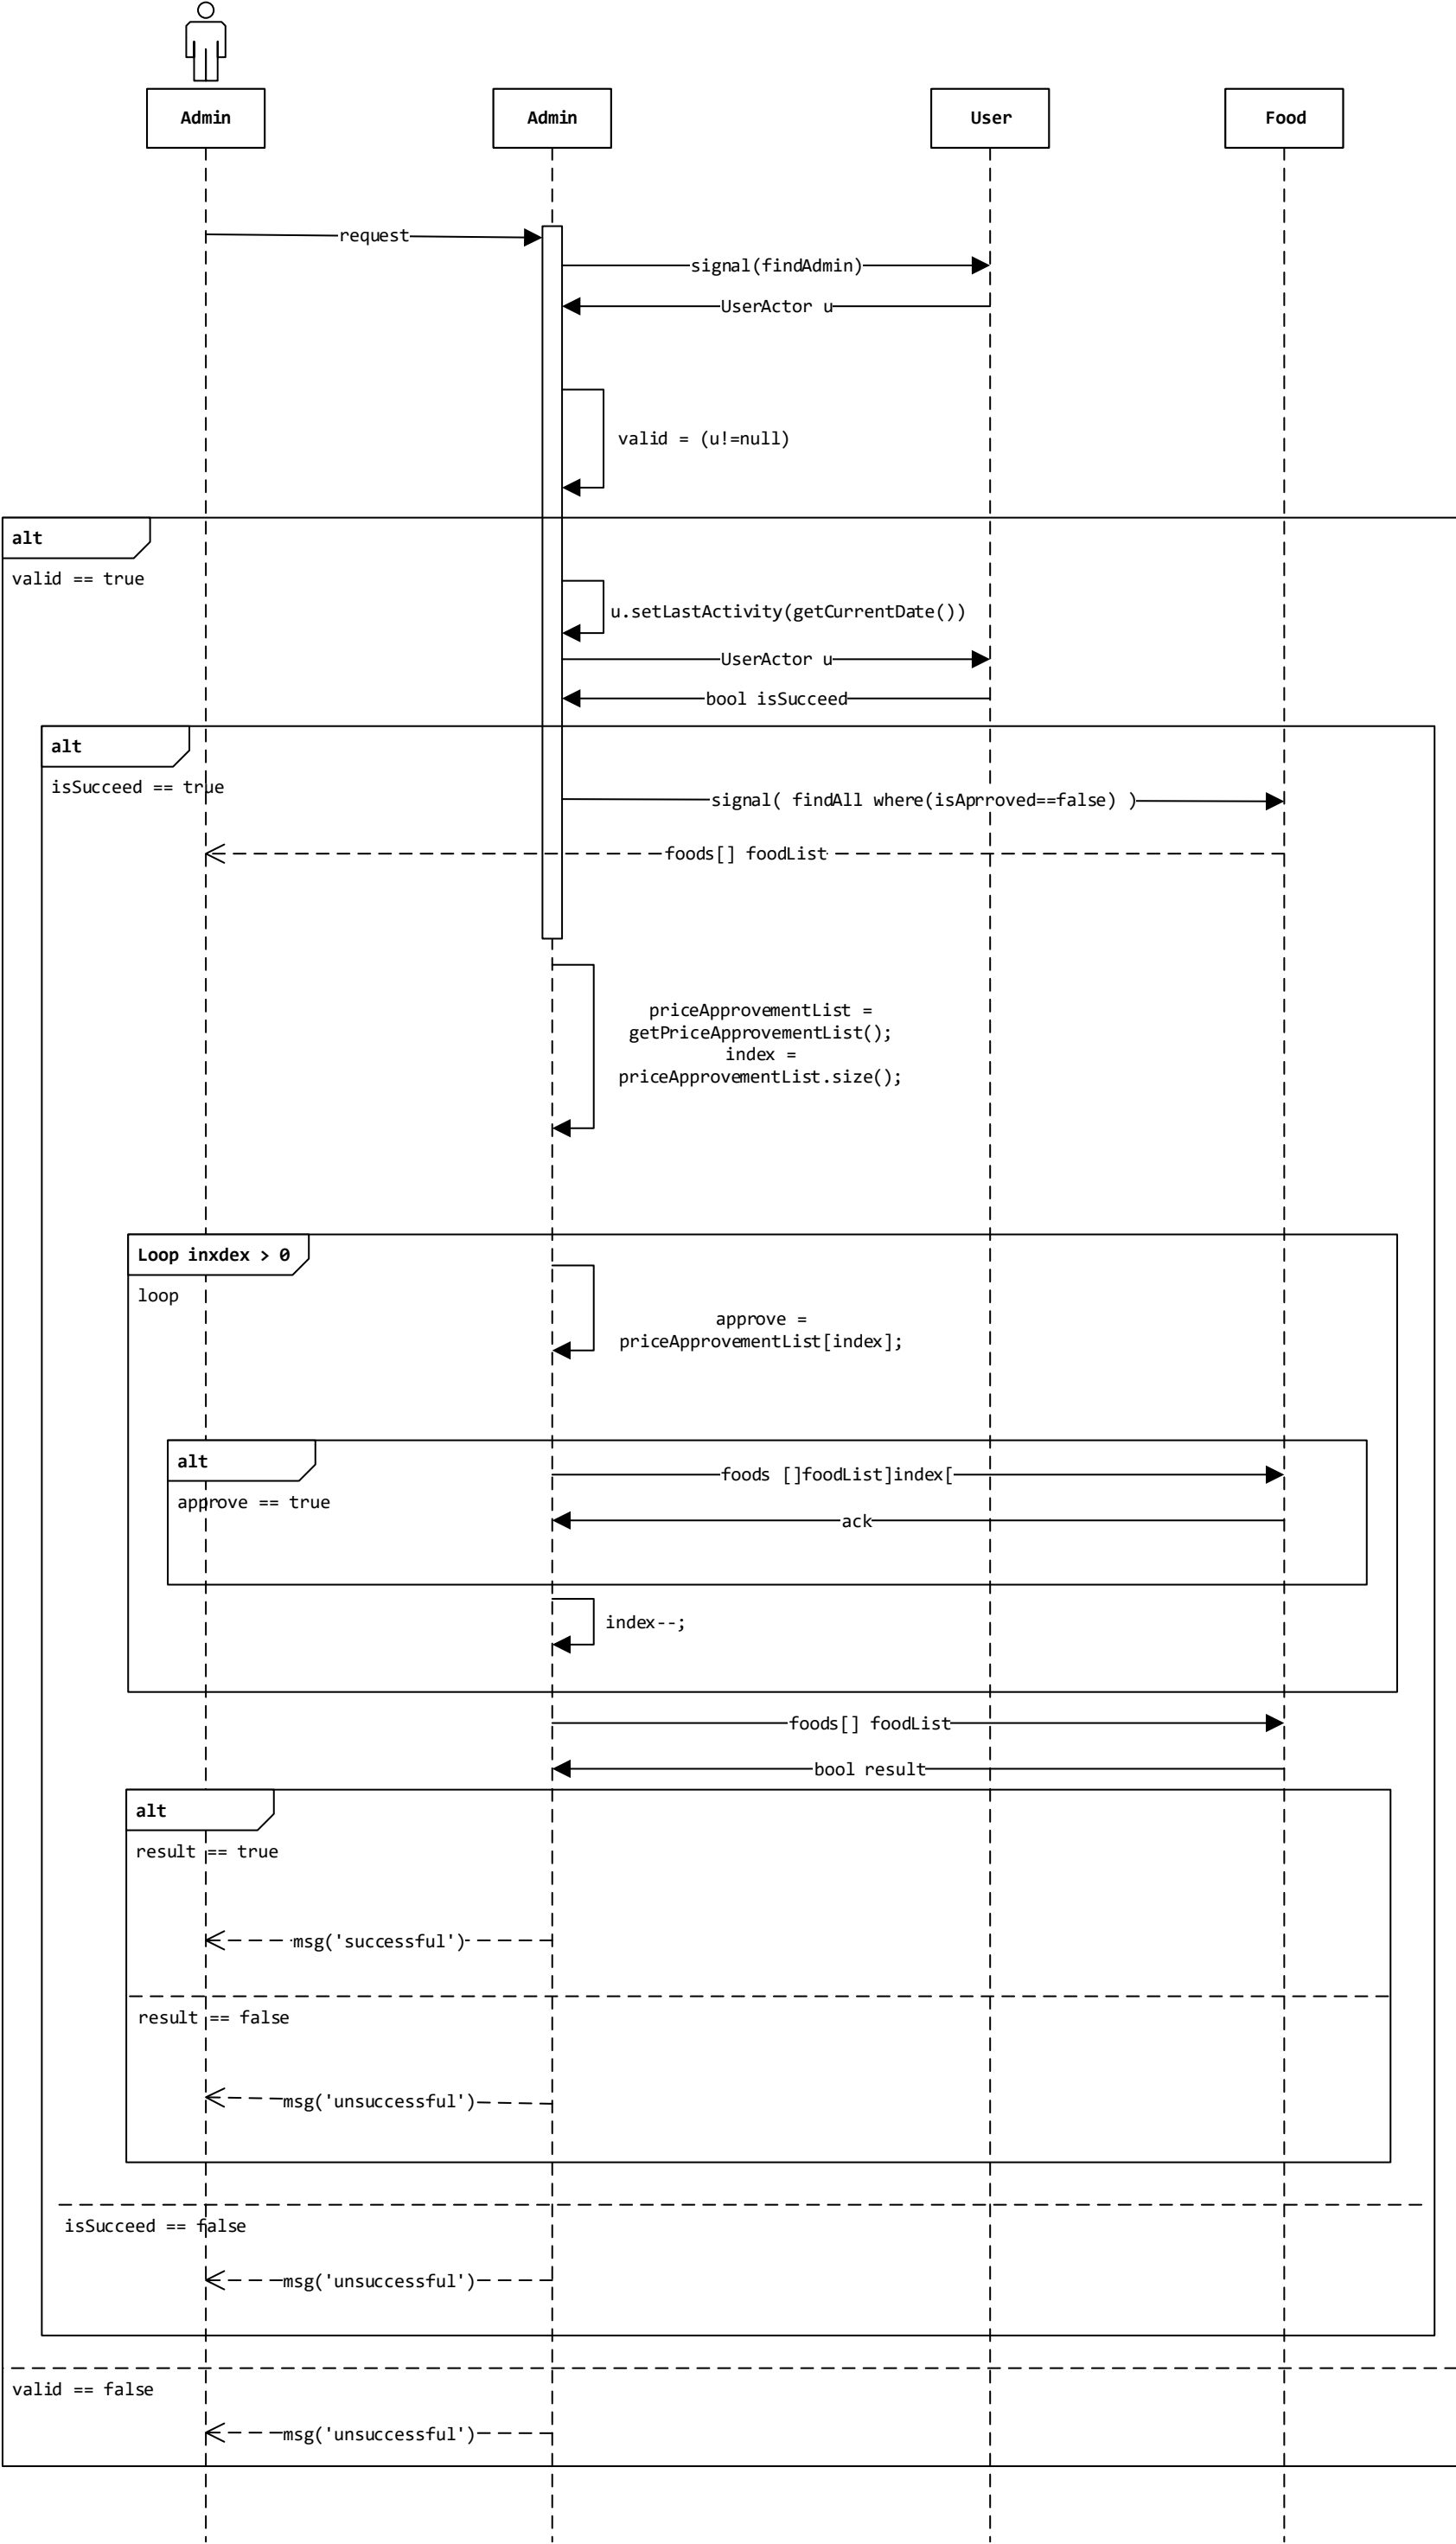 Admin
Admin
User
Food
request
signal(findAdmin)
UserActor u
valid = (u!=null)
alt
valid == true
u.setLastActivity(getCurrentDate())
UserActor u
bool isSucceed
alt
isSucceed == true
signal( findAll where(isAprroved==false) )
foods[] foodList
priceApprovementList =
getPriceApprovementList();
index =
priceApprovementList.size();
Loop inxdex > 0
loop
approve =
priceApprovementList[index];
alt
foods []foodList]index[
approve == true
ack
index--;
foods[] foodList
bool result
alt
result == true
msg('successful')
result == false
msg('unsuccessful')
isSucceed == false
msg('unsuccessful')
valid == false
msg('unsuccessful')